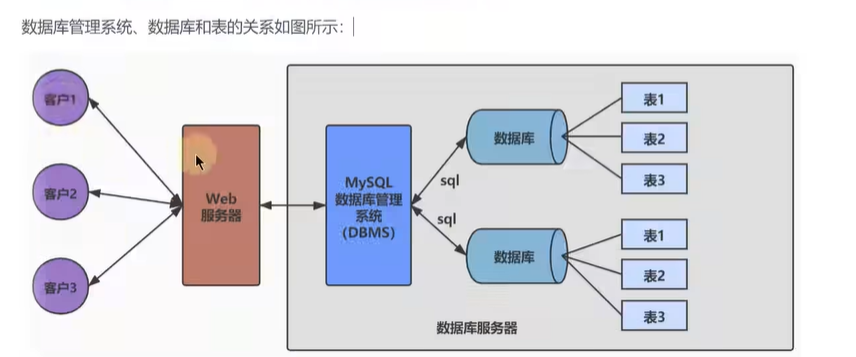 数据库管理系统、数据库和表的关系如图所示:
客户1
客户2
客户3
Web
服务器
MySQL
数据库管理
系统
(DBMS)
sql
sql
数据库
数据库
表1
表2
表3
表1
表2
表3
数据库服务器